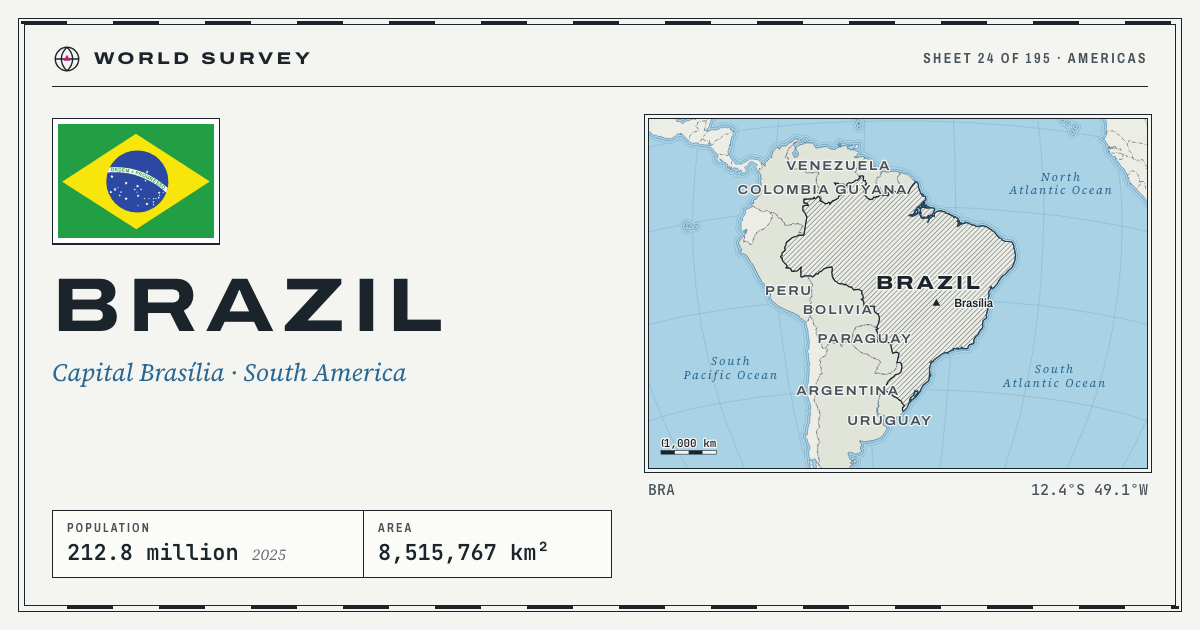 WORLD SURVEY
SHEET 24 OF 195 · AMERICAS
ORDEM E PROGRESSO
BRAZIL
Capital Brasília · South America
POPULATION
212.8 million 2025
AREA
8,515,767 km²
VENEZUELA
COLOMBIA GUYANA
North
Atlantic Ocean
BRAZIL
Brasília
PERU
BOLIVIA
PARAGUAY
South
Pacific Ocean
South
Atlantic Ocean
ARGENTINA
URUGUAY
1,000 km
BRA
12.4°S 49.1°W